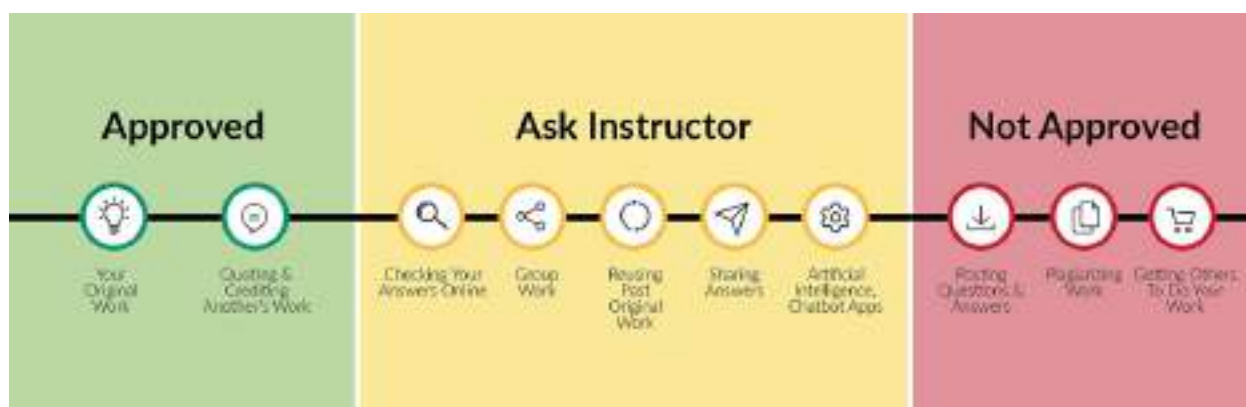 Approved
Your
Original
Work
Quoting &
Crediting
Another's Work
Ask Instructor
Checking Your
Answers Online
Group
Work
Reusing
Past
Original
Work
Sharing
Answers
Artificial
Intelligence,
Chatbot Apps
Not Approved
Posting
Questions &
Answers
Plagiarizing
Work
Getting Others
To Do Your
Work